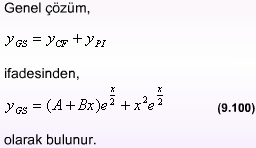 Genel çözüm,
y_GS = y_CF + y_PI
ifadesinden,
y_GS = (A + Bx)e^(x/2) + x²e^(x/2) (9.100)
olarak bulunur.